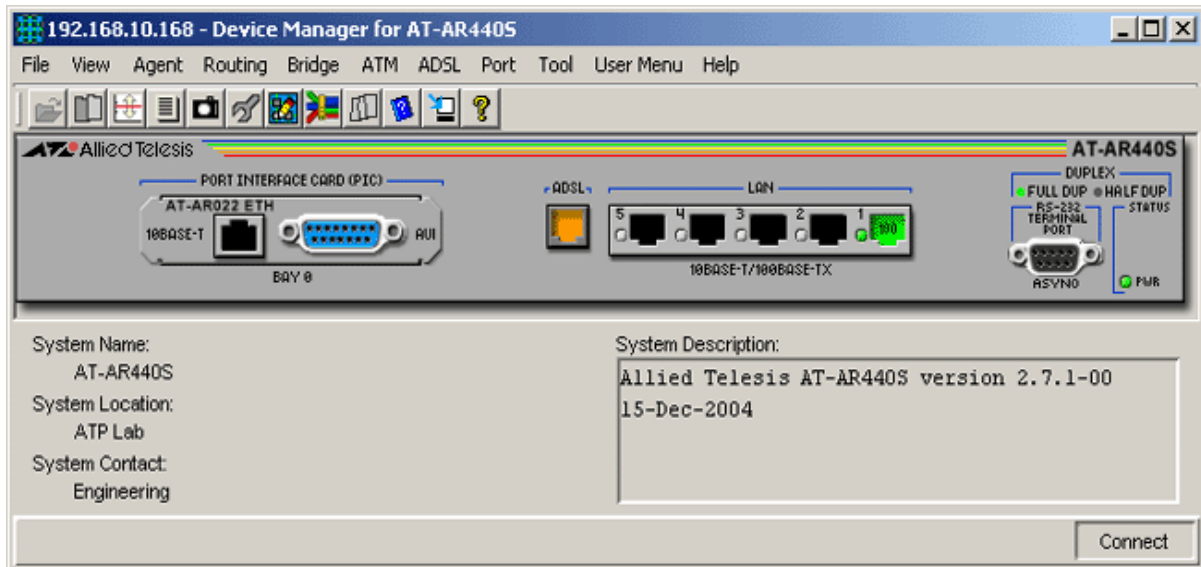 192.168.10.168 - Device Manager for AT-AR440S
File View Agent Routing Bridge ATM ADSL Port Tool User Menu Help
Allied Telesis
AT-AR440S
PORT INTERFACE CARD (PIC)
AT-AR022 ETH
10BASE-T
AUI
BAY 0
ADSL
LAN
5 4 3 2 1
100
10BASE-T/100BASE-TX
DUPLEX
FULL DUP HALF DUP
RS-232
TERMINAL
PORT
ASYN0
STATUS
PWR
System Name:
AT-AR440S
System Location:
ATP Lab
System Contact:
Engineering
System Description:
Allied Telesis AT-AR440S version 2.7.1-00
15-Dec-2004
Connect